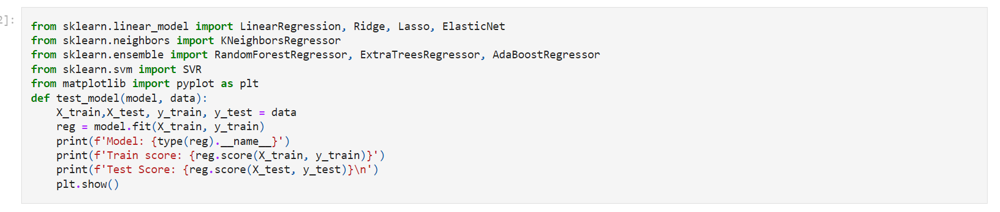 2]:
from sklearn.linear_model import LinearRegression, Ridge, Lasso, ElasticNet
from sklearn.neighbors import KNeighborsRegressor
from sklearn.ensemble import RandomForestRegressor, ExtraTreesRegressor, AdaBoostRegressor
from sklearn.svm import SVR
from matplotlib import pyplot as plt
def test_model(model, data):
    X_train,X_test, y_train, y_test = data
    reg = model.fit(X_train, y_train)
    print(f'Model: {type(reg).__name__}')
    print(f'Train score: {reg.score(X_train, y_train)}')
    print(f'Test Score: {reg.score(X_test, y_test)}\n')
    plt.show()